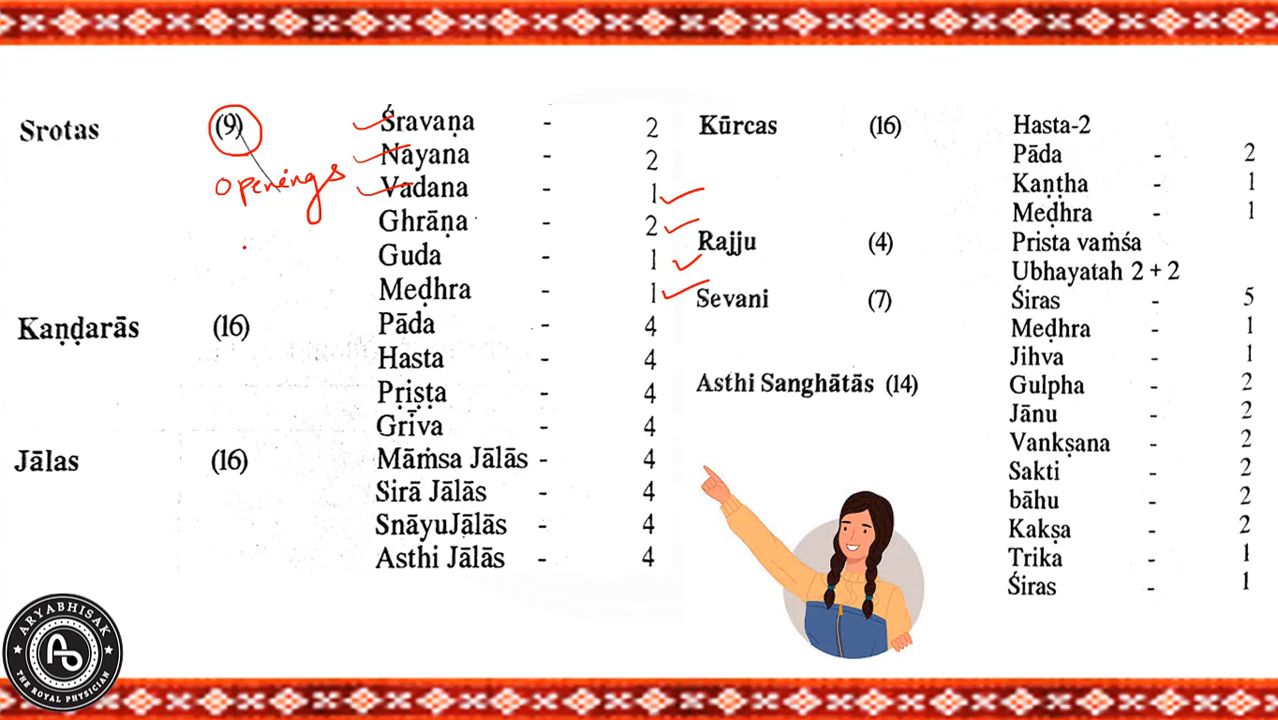 Srotas (9) Śravaṇa - 2
Nayana - 2
Openings
Vadana - 1
Ghrāṇa - 2
Guda - 1
Meḍhra - 1
Kaṇḍarās (16) Pāda - 4
Hasta - 4
Pṛiṣṭa - 4
Grīva - 4
Jālas (16) Māṁsa Jālās - 4
Sirā Jālās - 4
SnāyuJālās - 4
Asthi Jālās - 4
Kūrcas (16) Hasta-2
Pāda - 2
Kaṇṭha - 1
Meḍhra - 1
Rajju (4) Prista vaṁśa
Ubhayatah 2 + 2
Sevani (7) Śiras - 5
Meḍhra - 1
Jihva - 1
Asthi Sanghātās (14) Gulpha - 2
Jānu - 2
Vankṣana - 2
Sakti - 2
bāhu - 2
Kakṣa - 2
Trika - 1
Śiras - 1
ARYABHISAK
THE ROYAL PHYSICIAN